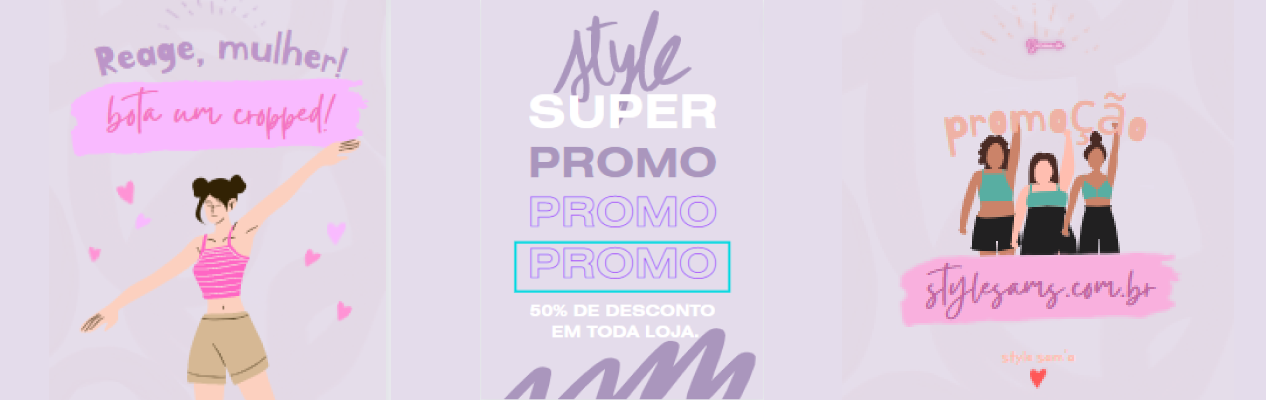 Reage, mulher!
bota um cropped!
style
SUPER
PROMO
PROMO
PROMO
50% DE DESCONTO
EM TODA LOJA.
promoção
stylesams.com.br
style sam's